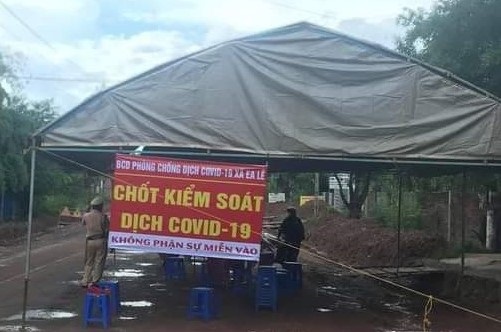 BCĐ PHÒNG CHỐNG DỊCH COVID-19 XÃ EA LÊ
CHỐT KIỂM SOÁT
DỊCH COVID-19
KHÔNG PHẬN SỰ MIỄN VÀO